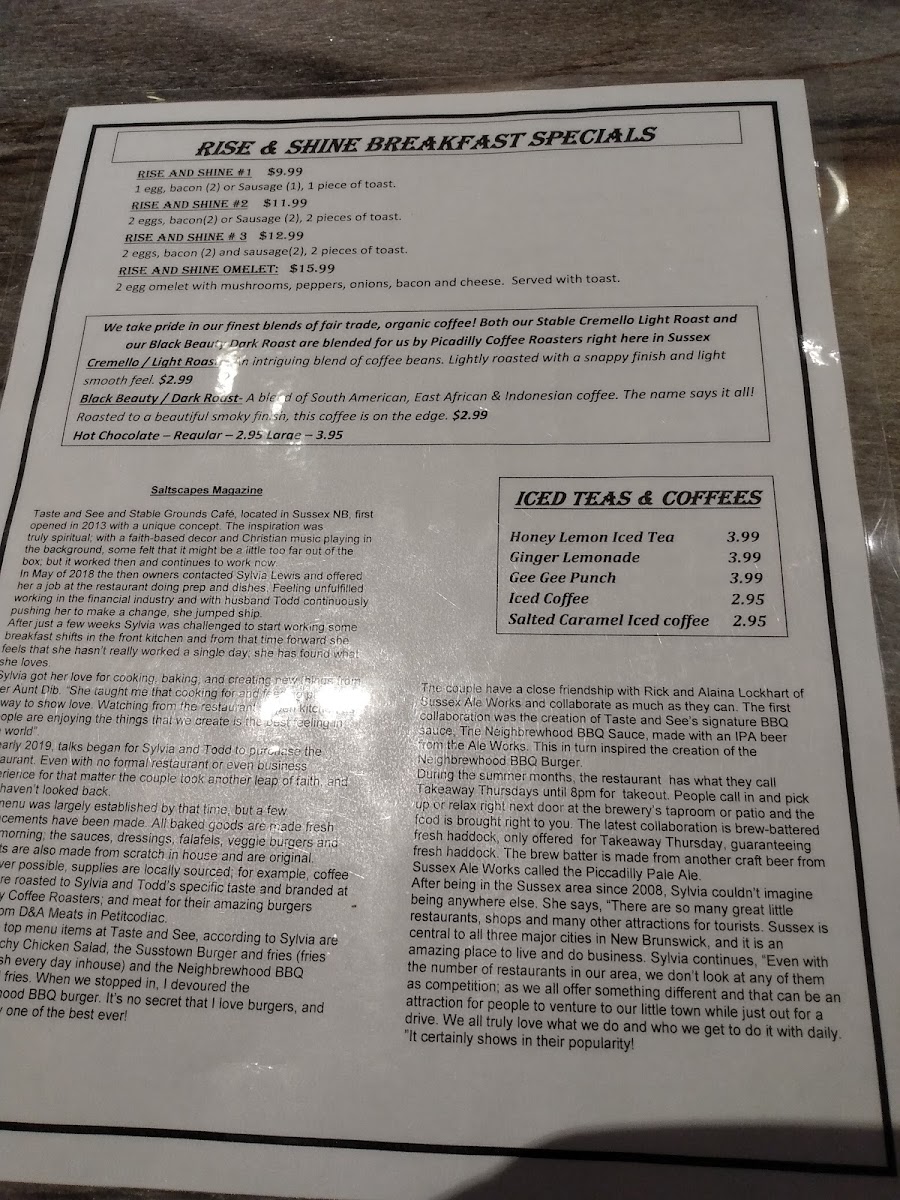 RISE & SHINE BREAKFAST SPECIALS
RISE AND SHINE #1 $9.99
1 egg, bacon (2) or Sausage (1), 1 piece of toast.
RISE AND SHINE #2 $11.99
2 eggs, bacon(2) or Sausage (2), 2 pieces of toast.
RISE AND SHINE # 3 $12.99
2 eggs, bacon (2) and sausage(2), 2 pieces of toast.
RISE AND SHINE OMELET: $15.99
2 egg omelet with mushrooms, peppers, onions, bacon and cheese. Served with toast.
We take pride in our finest blends of fair trade, organic coffee! Both our Stable Cremello Light Roast and
our Black Beauty Dark Roast are blended for us by Picadilly Coffee Roasters right here in Sussex
Cremello / Light Roast - An intriguing blend of coffee beans. Lightly roasted with a snappy finish and light
smooth feel. $2.99
Black Beauty / Dark Roast- A blend of South American, East African & Indonesian coffee. The name says it all!
Roasted to a beautiful smoky finish, this coffee is on the edge. $2.99
Hot Chocolate – Regular – 2.95 Large – 3.95
Saltscapes Magazine
Taste and See and Stable Grounds Café, located in Sussex NB, first
opened in 2013 with a unique concept. The inspiration was
truly spiritual; with a faith-based decor and Christian music playing in
the background, some felt that it might be a little too far out of the
box; but it worked then and continues to work now.
In May of 2018 the then owners contacted Sylvia Lewis and offered
her a job at the restaurant doing prep and dishes. Feeling unfulfilled
working in the financial industry and with husband Todd continuously
pushing her to make a change, she jumped ship.
After just a few weeks Sylvia was challenged to start working some
breakfast shifts in the front kitchen and from that time forward she
feels that she hasn't really worked a single day; she has found what
she loves.
Sylvia got her love for cooking, baking, and creating new things from
er Aunt Dib. "She taught me that cooking for and
way to show love. Watching from the restaurant kitchen
ople are enjoying the things that we create is the best feeling in
world".
early 2019, talks began for Sylvia and Todd to purchase the
aurant. Even with no formal restaurant or even business
erience for that matter the couple took another leap of faith, and
haven't looked back.
menu was largely established by that time, but a few
cements have been made. All baked goods are made fresh
morning; the sauces, dressings, falafels, veggie burgers and
ts are also made from scratch in house and are original.
ver possible, supplies are locally sourced; for example, coffee
re roasted to Sylvia and Todd's specific taste and branded at
y Coffee Roasters; and meat for their amazing burgers
om D&A Meats in Petitcodiac.
top menu items at Taste and See, according to Sylvia are
chy Chicken Salad, the Susstown Burger and fries (fries
sh every day inhouse) and the Neighbrewhood BBQ
fries. When we stopped in, I devoured the
hood BBQ burger. It's no secret that I love burgers, and
y one of the best ever!
ICED TEAS & COFFEES
Honey Lemon Iced Tea 3.99
Ginger Lemonade 3.99
Gee Gee Punch 3.99
Iced Coffee 2.95
Salted Caramel Iced coffee 2.95
The couple have a close friendship with Rick and Alaina Lockhart of
Sussex Ale Works and collaborate as much as they can. The first
collaboration was the creation of Taste and See's signature BBQ
sauce, The Neighbrewhood BBQ Sauce, made with an IPA beer
from the Ale Works. This in turn inspired the creation of the
Neighbrewhood BBQ Burger.
During the summer months, the restaurant has what they call
Takeaway Thursdays until 8pm for takeout. People call in and pick
up or relax right next door at the brewery's taproom or patio and the
food is brought right to you. The latest collaboration is brew-battered
fresh haddock, only offered for Takeaway Thursday, guaranteeing
fresh haddock. The brew batter is made from another craft beer from
Sussex Ale Works called the Piccadilly Pale Ale.
After being in the Sussex area since 2008, Sylvia couldn't imagine
being anywhere else. She says, "There are so many great little
restaurants, shops and many other attractions for tourists. Sussex is
central to all three major cities in New Brunswick, and it is an
amazing place to live and do business. Sylvia continues, "Even with
the number of restaurants in our area, we don't look at any of them
as competition; as we all offer something different and that can be an
attraction for people to venture to our little town while just out for a
drive. We all truly love what we do and who we get to do it with daily.
"It certainly shows in their popularity!